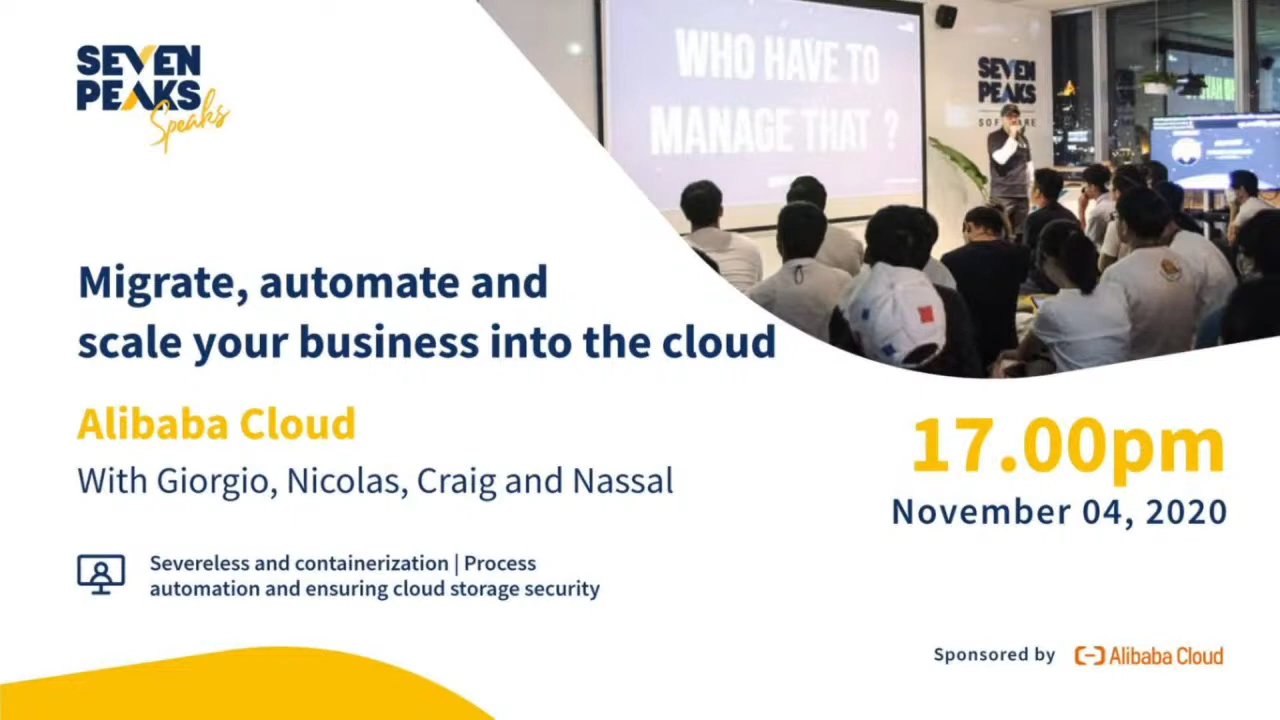 SEVEN
PEAKS
Speaks
WHO HAVE TO
MANAGE THAT ?
SEVEN
PEAKS
SOFTWARE
Migrate, automate and
scale your business into the cloud
Alibaba Cloud
With Giorgio, Nicolas, Craig and Nassal
17.00pm
November 04, 2020
Severeless and containerization | Process
automation and ensuring cloud storage security
Sponsored by Alibaba Cloud